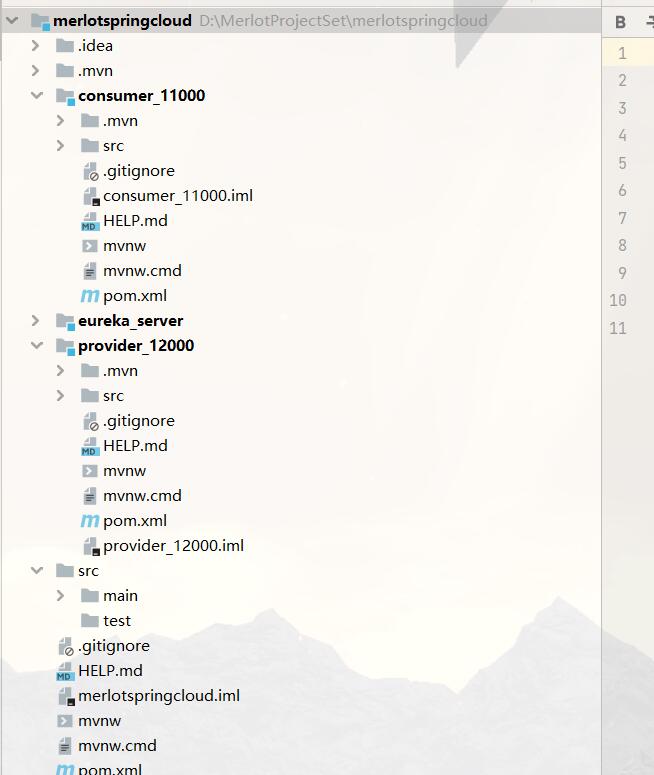 merlotspringcloud D:\MerlotProjectSet\merlotspringcloud
B
.idea
1
.mvn
2
consumer_11000
3
.mvn
4
src
5
.gitignore
6
consumer_11000.iml
7
HELP.md
8
mvnw
9
mvnw.cmd
10
pom.xml
11
eureka_server
provider_12000
.mvn
src
.gitignore
MD HELP.md
mvnw
mvnw.cmd
pom.xml
provider_12000.iml
src
main
test
.gitignore
MD HELP.md
merlotspringcloud.iml
mvnw
mvnw.cmd
pom.xml